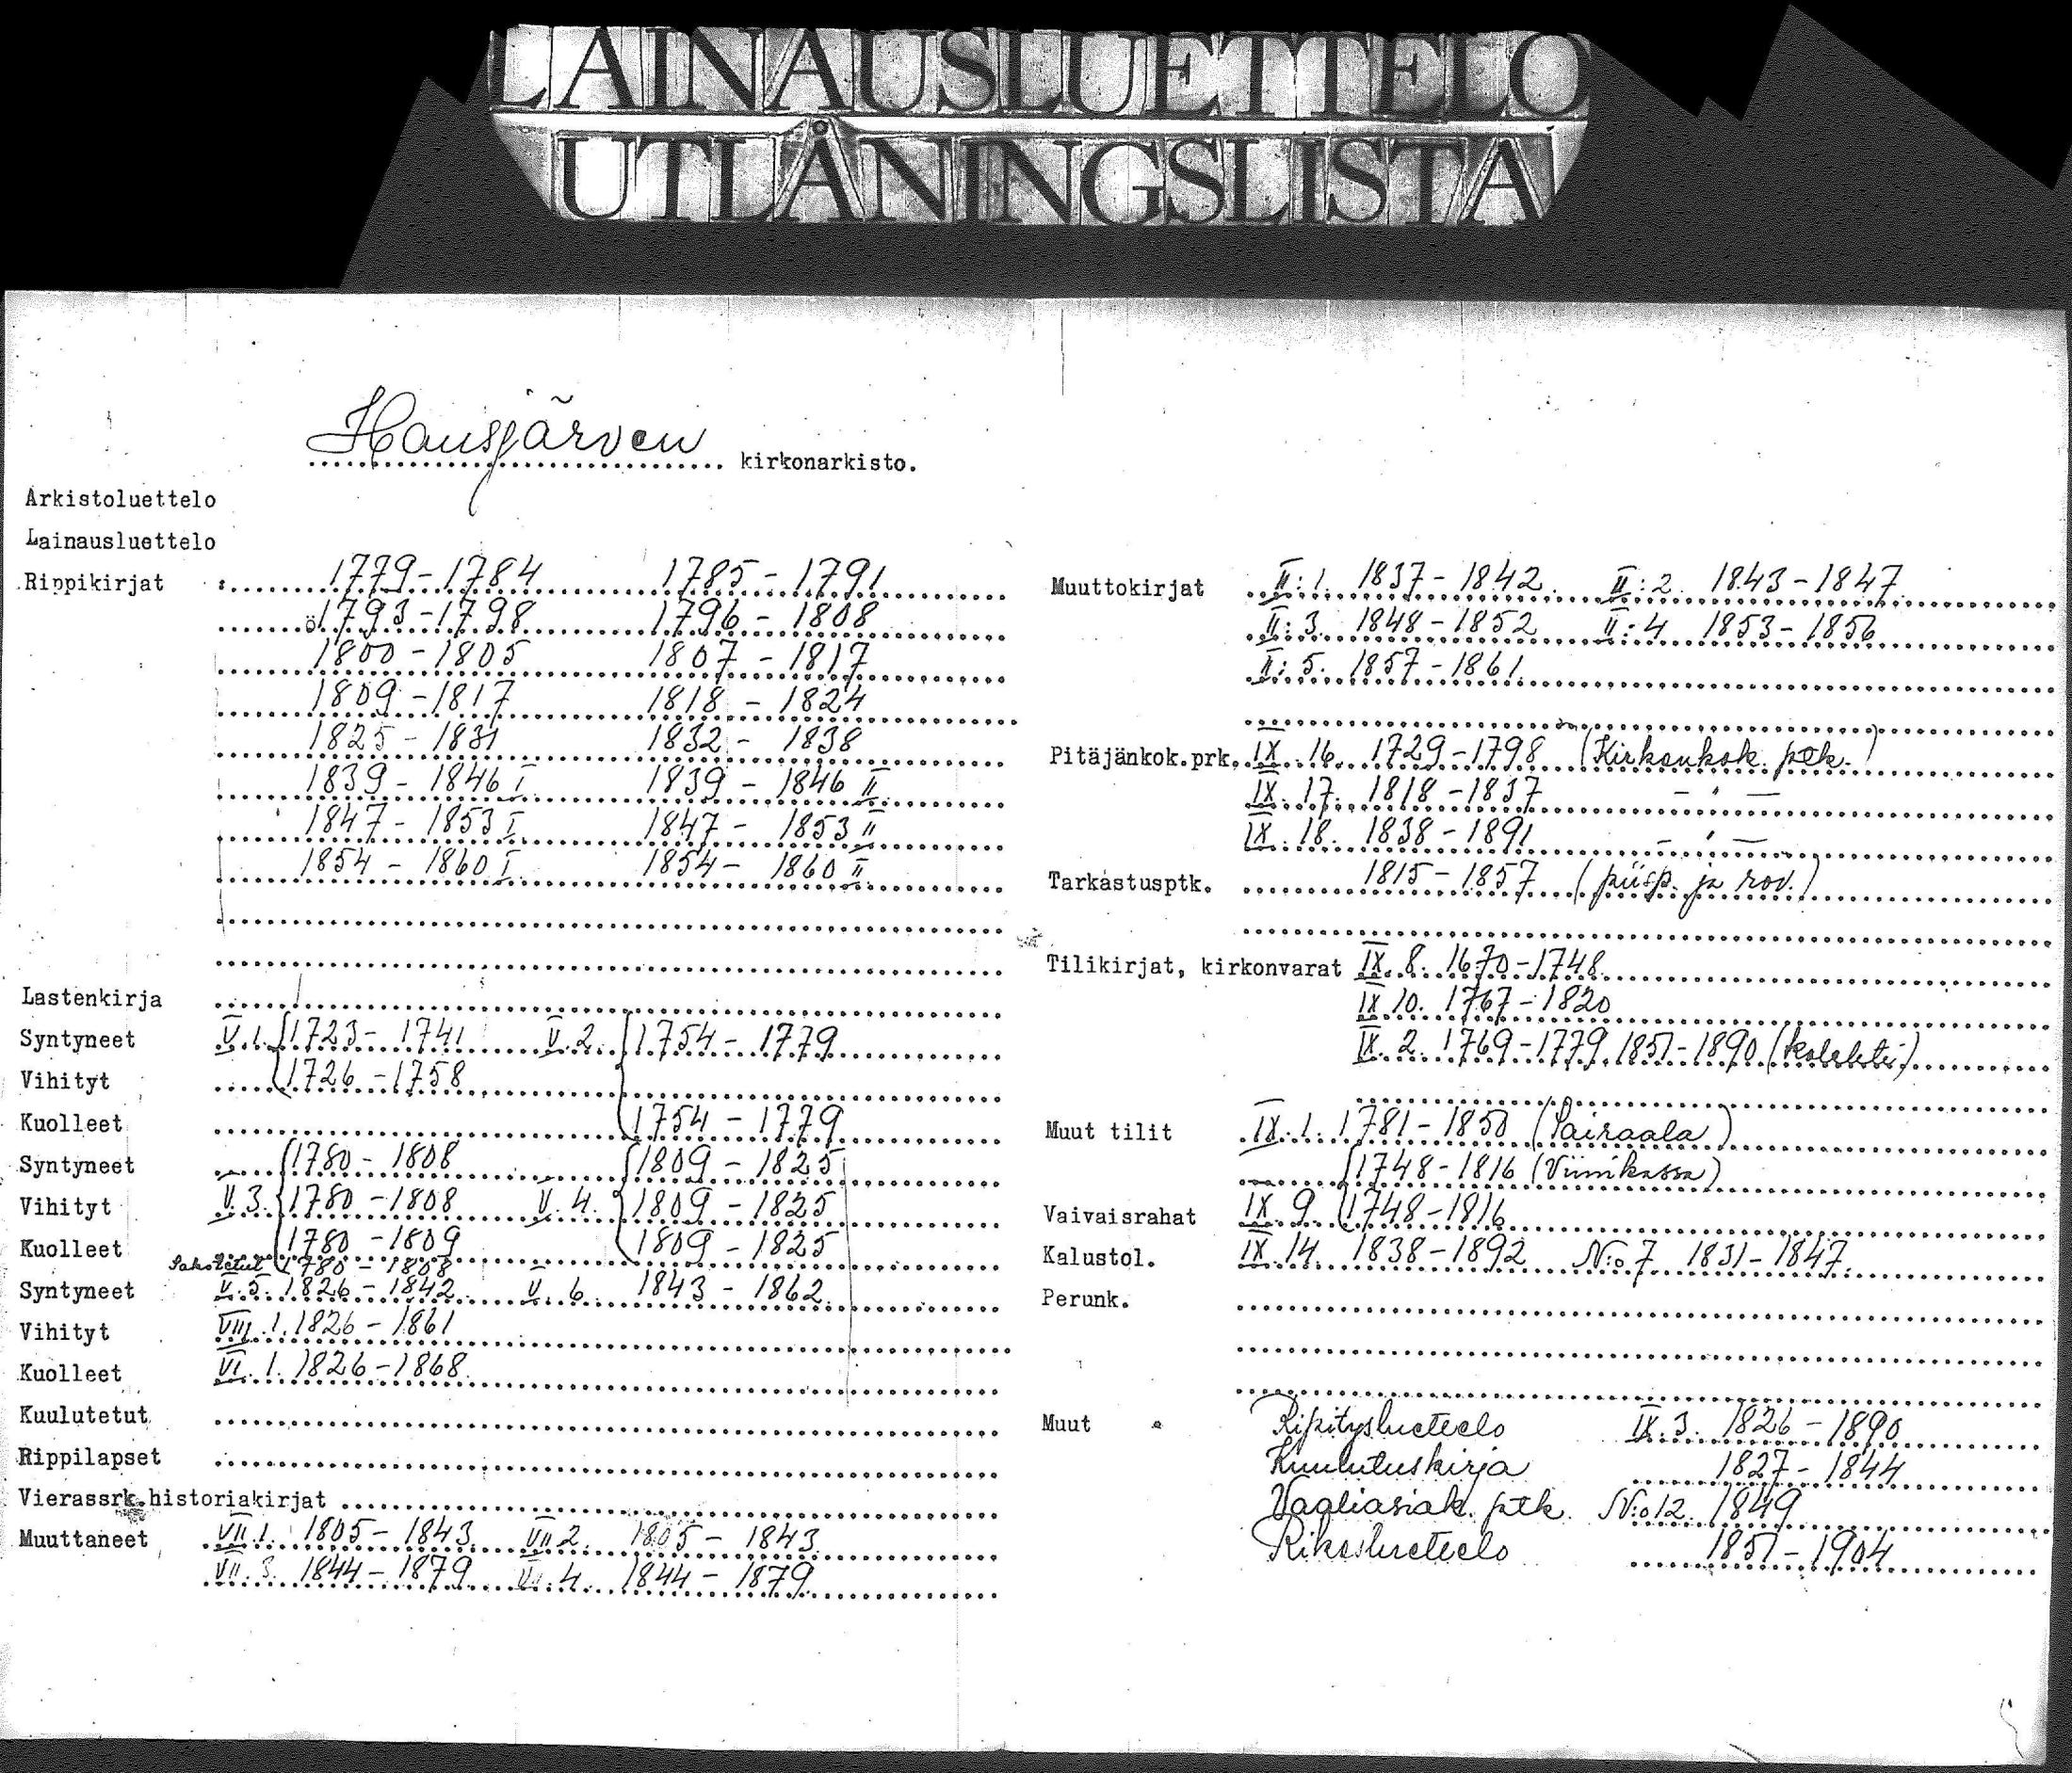 LAINAUSLUETTELO
UTLÅNINGSLISTA
Hausjärven kirkonarkisto.
Arkistoluettelo
Lainausluettelo
Rippikirjat : 1779-1784 1785-1791
ö1793-1798 1796-1808
1800-1805 1807-1817
1809-1817 1818-1824
1825-1831 1832-1838
1839-1846 I 1839-1846 II
1847-1853 I 1847-1853 II
1854-1860 I 1854-1860 II
Lastenkirja
Syntyneet V.1. 1723-1741 V.2. 1754-1779
Vihityt 1726-1758
Kuolleet 1754-1779
Syntyneet 1780-1808 1809-1825
Vihityt V.3. 1780-1808 V.4. 1809-1825
Kuolleet 1780-1809 1809-1825
Sakotetut 1780-1808
Syntyneet V.5. 1826-1842 V.6. 1843-1862
Vihityt VIII.1. 1826-1861
Kuolleet VI.1. 1826-1868
Kuulutetut
Rippilapset
Vierassrk.historiakirjat
Muuttaneet VII.1. 1805-1843 VII.2. 1805-1843
VII.3. 1844-1879 VII.4. 1844-1879
Muuttokirjat II:1. 1837-1842 II:2. 1843-1847
II:3. 1848-1852 II:4 1853-1856
II:5. 1857-1861
Pitäjänkok.prk. IX.16. 1729-1798 (Kirkonkok. ptk.)
IX.17. 1818-1837 - " -
IX.18. 1838-1891 - " -
Tarkastusptk. 1815-1857 (piisp. ja rov.)
Tilikirjat, kirkonvarat IX.8. 1670-1748
IX.10. 1767-1820
IX.2. 1769-1779, 1851-1890 (kolehti)
Muut tilit IX.1. 1781-1850 (Sairaala)
1748-1816 (Viinikassa)
Vaivaisrahat IX.9 1748-1816
Kalustol. IX.14. 1838-1892 N:o 7 1831-1847
Perunk.
Muut Ripitysluettelo IX.3. 1826-1890
Kuulutuskirja 1827-1844
Vaaliasiak. ptk. N:o 12. 1849
Rikosluettelo 1851-1904